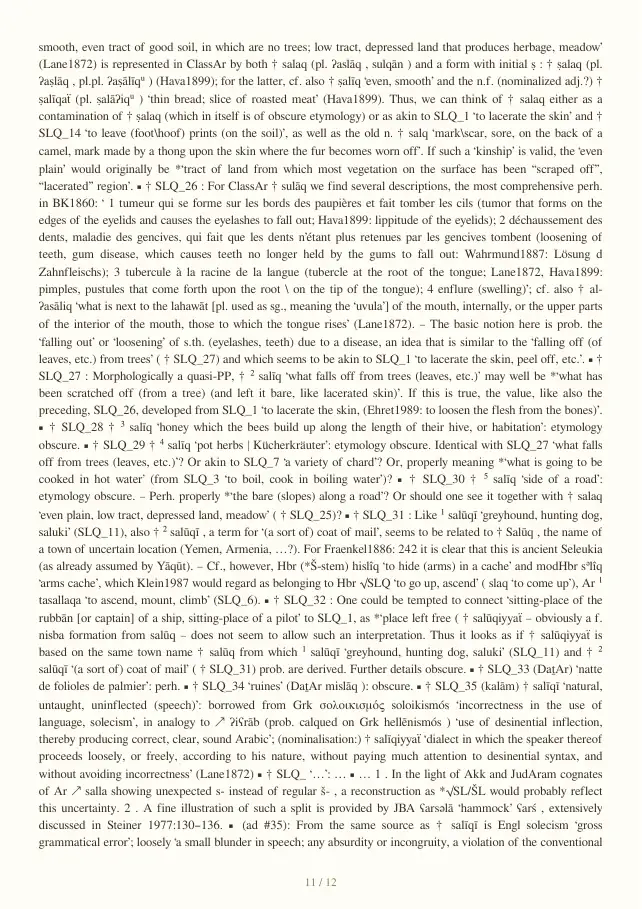 smooth, even tract of good soil, in which are no trees; low tract, depressed land that produces herbage, meadow’
(Lane1872) is represented in ClassAr by both † salaq (pl. ʔaslāq , sulqān ) and a form with initial ṣ : † ṣalaq (pl.
ʔaṣlāq , pl.pl. ʔaṣālīqᵘ ) (Hava1899); for the latter, cf. also † ṣalīq ‘even, smooth’ and the n.f. (nominalized adj.?) †
ṣalīqaẗ (pl. ṣalāʔiqᵘ ) ‘thin bread; slice of roasted meat’ (Hava1899). Thus, we can think of † salaq either as a
contamination of † ṣalaq (which in itself is of obscure etymology) or as akin to SLQ_1 ‘to lacerate the skin’ and †
SLQ_14 ‘to leave (foot\hoof) prints (on the soil)’, as well as the old n. † salq ‘mark\scar, sore, on the back of a
camel, mark made by a thong upon the skin where the fur becomes worn off’. If such a ‘kinship’ is valid, the ‘even
plain’ would originally be *‘tract of land from which most vegetation on the surface has been “scraped off”,
“lacerated” region’. ▪ † SLQ_26 : For ClassAr † sulāq we find several descriptions, the most comprehensive perh.
in BK1860: ‘ 1 tumeur qui se forme sur les bords des paupières et fait tomber les cils (tumor that forms on the
edges of the eyelids and causes the eyelashes to fall out; Hava1899: lippitude of the eyelids); 2 déchaussement des
dents, maladie des gencives, qui fait que les dents n’étant plus retenues par les gencives tombent (loosening of
teeth, gum disease, which causes teeth no longer held by the gums to fall out: Wahrmund1887: Lösung d
Zahnfleischs); 3 tubercule à la racine de la langue (tubercle at the root of the tongue; Lane1872, Hava1899:
pimples, pustules that come forth upon the root \ on the tip of the tongue); 4 enflure (swelling)’; cf. also † al-
ʔasāliq ‘what is next to the lahawāt [pl. used as sg., meaning the ‘uvula’] of the mouth, internally, or the upper parts
of the interior of the mouth, those to which the tongue rises’ (Lane1872). – The basic notion here is prob. the
‘falling out’ or ‘loosening’ of s.th. (eyelashes, teeth) due to a disease, an idea that is similar to the ‘falling off (of
leaves, etc.) from trees’ ( † SLQ_27) and which seems to be akin to SLQ_1 ‘to lacerate the skin, peel off, etc.’. ▪ †
SLQ_27 : Morphologically a quasi-PP, † ² salīq ‘what falls off from trees (leaves, etc.)’ may well be *‘what has
been scratched off (from a tree) (and left it bare, like lacerated skin)’. If this is true, the value, like also the
preceding, SLQ_26, developed from SLQ_1 ‘to lacerate the skin, (Ehret1989: to loosen the flesh from the bones)’.
▪ † SLQ_28 † ³ salīq ‘honey which the bees build up along the length of their hive, or habitation’: etymology
obscure. ▪ † SLQ_29 † ⁴ salīq ‘pot herbs | Kücherkräuter’: etymology obscure. Identical with SLQ_27 ‘what falls
off from trees (leaves, etc.)’? Or akin to SLQ_7 ‘a variety of chard’? Or, properly meaning *‘what is going to be
cooked in hot water’ (from SLQ_3 ‘to boil, cook in boiling water’)? ▪ † SLQ_30 † ⁵ salīq ‘side of a road’:
etymology obscure. – Perh. properly *‘the bare (slopes) along a road’? Or should one see it together with † salaq
‘even plain, low tract, depressed land, meadow’ ( † SLQ_25)? ▪ † SLQ_31 : Like ¹ salūqī ‘greyhound, hunting dog,
saluki’ (SLQ_11), also † ² salūqī , a term for ‘(a sort of) coat of mail’, seems to be related to † Salūq , the name of
a town of uncertain location (Yemen, Armenia, …?). For Fraenkel1886: 242 it is clear that this is ancient Seleukia
(as already assumed by Yāqūt). – Cf., however, Hbr (*Š-stem) hislîq ‘to hide (arms) in a cache’ and modHbr sᵊlîq
‘arms cache’, which Klein1987 would regard as belonging to Hbr √SLQ ‘to go up, ascend’ ( slaq ‘to come up’), Ar ¹
tasallaqa ‘to ascend, mount, climb’ (SLQ_6). ▪ † SLQ_32 : One could be tempted to connect ‘sitting-place of the
rubbān [or captain] of a ship, sitting-place of a pilot’ to SLQ_1, as *‘place left free ( † salūqiyyaẗ – obviously a f.
nisba formation from salūq – does not seem to allow such an interpretation. Thus it looks as if † salūqiyyaẗ is
based on the same town name † salūq from which ¹ salūqī ‘greyhound, hunting dog, saluki’ (SLQ_11) and † ²
salūqī ‘(a sort of) coat of mail’ ( † SLQ_31) prob. are derived. Further details obscure. ▪ † SLQ_33 (DaṯAr) ‘natte
de folioles de palmier’: perh. ▪ † SLQ_34 ‘ruines’ (DaṯAr mislāq ): obscure. ▪ † SLQ_35 (kalām) † salīqī ‘natural,
untaught, uninflected (speech)’: borrowed from Grk σολοικισμός soloikismós ‘incorrectness in the use of
language, solecism’, in analogy to ↗ ʔiʕrāb (prob. calqued on Grk hellēnismós ) ‘use of desinential inflection,
thereby producing correct, clear, sound Arabic’; (nominalisation:) † salīqiyyaẗ ‘dialect in which the speaker thereof
proceeds loosely, or freely, according to his nature, without paying much attention to desinential syntax, and
without avoiding incorrectness’ (Lane1872) ▪ † SLQ_ ‘…’: … ▪ … 1 . In the light of Akk and JudAram cognates
of Ar ↗ salla showing unexpected s- instead of regular š- , a reconstruction as *√SL/ŠL would probably reflect
this uncertainty. 2 . A fine illustration of such a split is provided by JBA ʕarsəlā ‘hammock’ ʕarś , extensively
discussed in Steiner 1977:130–136. ▪ (ad #35): From the same source as † salīqī is Engl solecism ‘gross
grammatical error’; loosely ‘a small blunder in speech; any absurdity or incongruity, a violation of the conventional
11 / 12